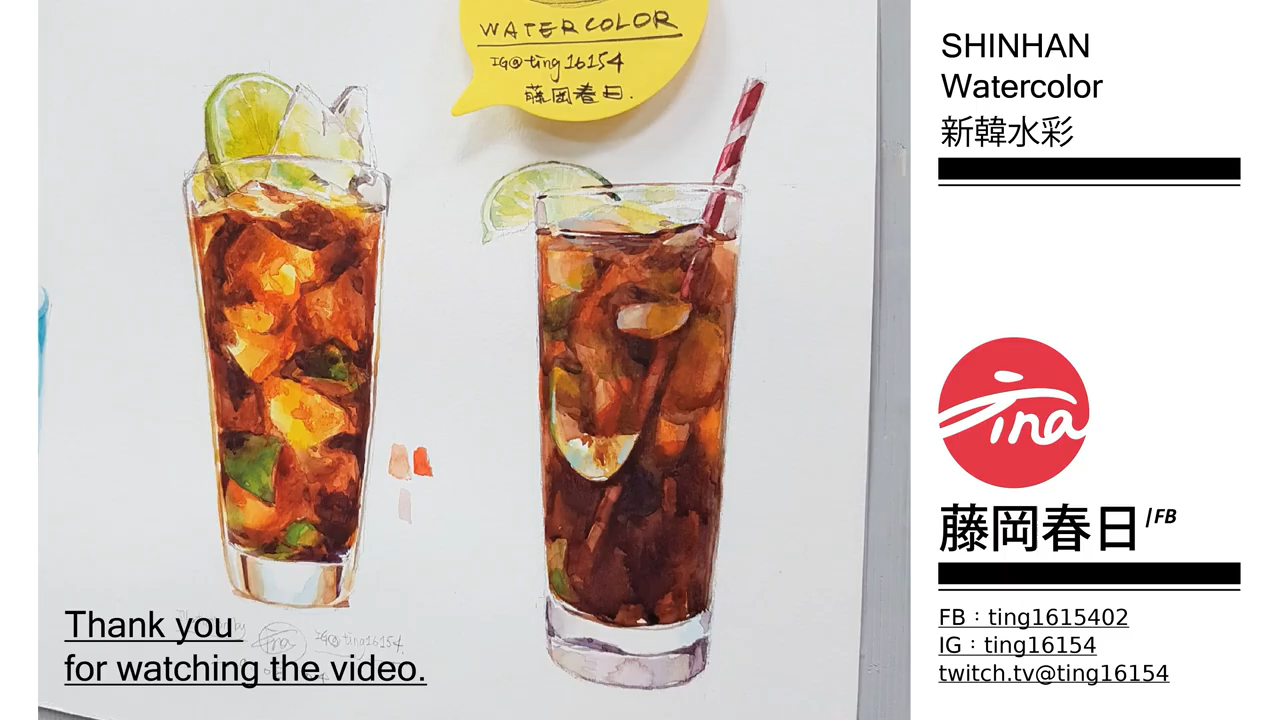 WATERCOLOR
IG@ting16154
藤岡春日.
SHINHAN
Watercolor
新韓水彩
Tina
藤岡春日/FB
FB：ting1615402
IG：ting16154
twitch.tv@ting16154
Tina
IG@ting16154.
Thank you
for watching the video.